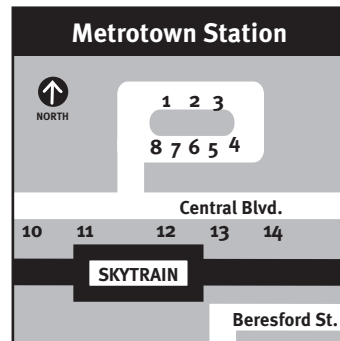 Metrotown Station
NORTH
1 2 3
8 7 6 5 4
Central Blvd.
10 11 12 13 14
SKYTRAIN
Beresford St.